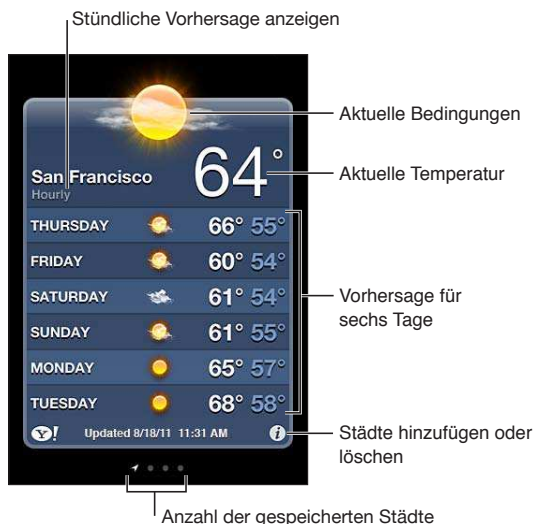 Stündliche Vorhersage anzeigen
Aktuelle Bedingungen
64°
Aktuelle Temperatur
San Francisco
Hourly
THURSDAY 66° 55°
FRIDAY 60° 54°
SATURDAY 61° 54°
Vorhersage für
sechs Tage
SUNDAY 61° 55°
MONDAY 65° 57°
TUESDAY 68° 58°
Y! Updated 8/18/11 11:31 AM i
Städte hinzufügen oder
löschen
Anzahl der gespeicherten Städte